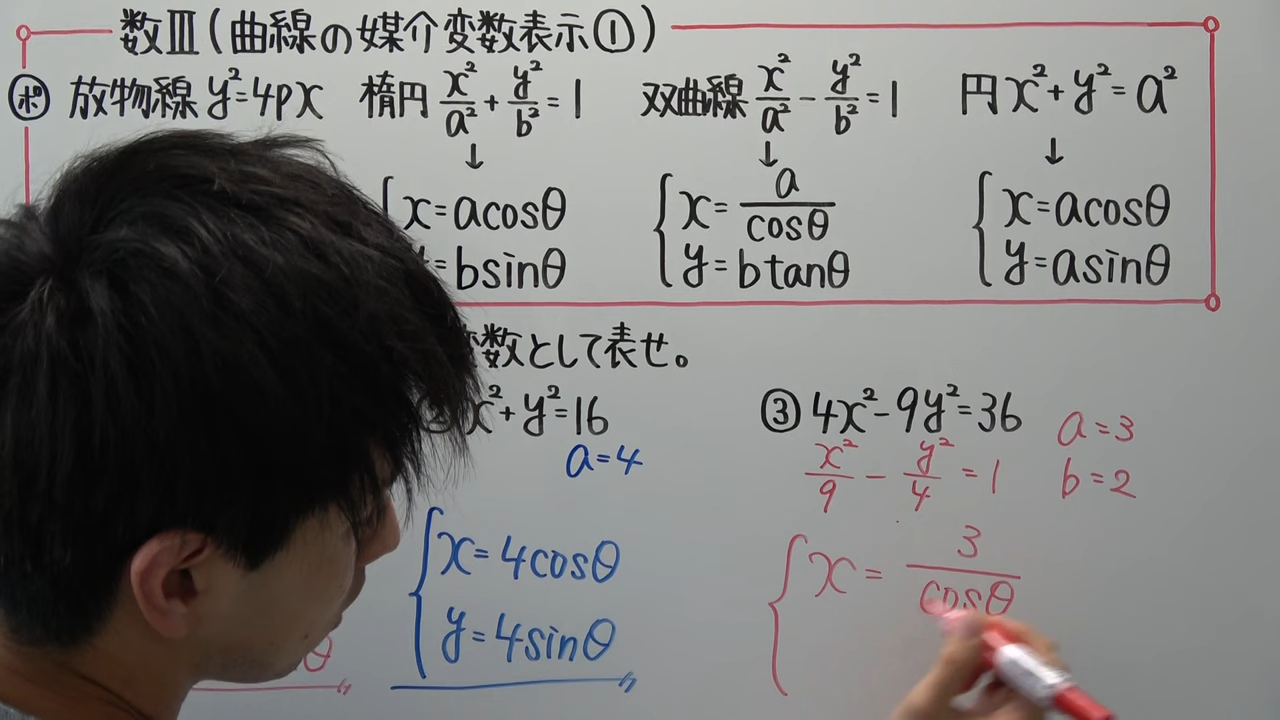 数Ⅲ(曲線の媒介変数表示①)
ポ 放物線 y²=4px 楕円 x²/a² + y²/b² = 1 双曲線 x²/a² - y²/b² = 1 円 x² + y² = a²
↓ ↓ ↓
x=acosθ x= a/cosθ x=acosθ
=bsinθ y=btanθ y=asinθ
数として表せ。
x²+y²=16 ③ 4x²-9y²=36
a=4 x²/9 - y²/4 = 1 a=3
b=2
x=4cosθ x= 3/cosθ
y=4sinθ
θ